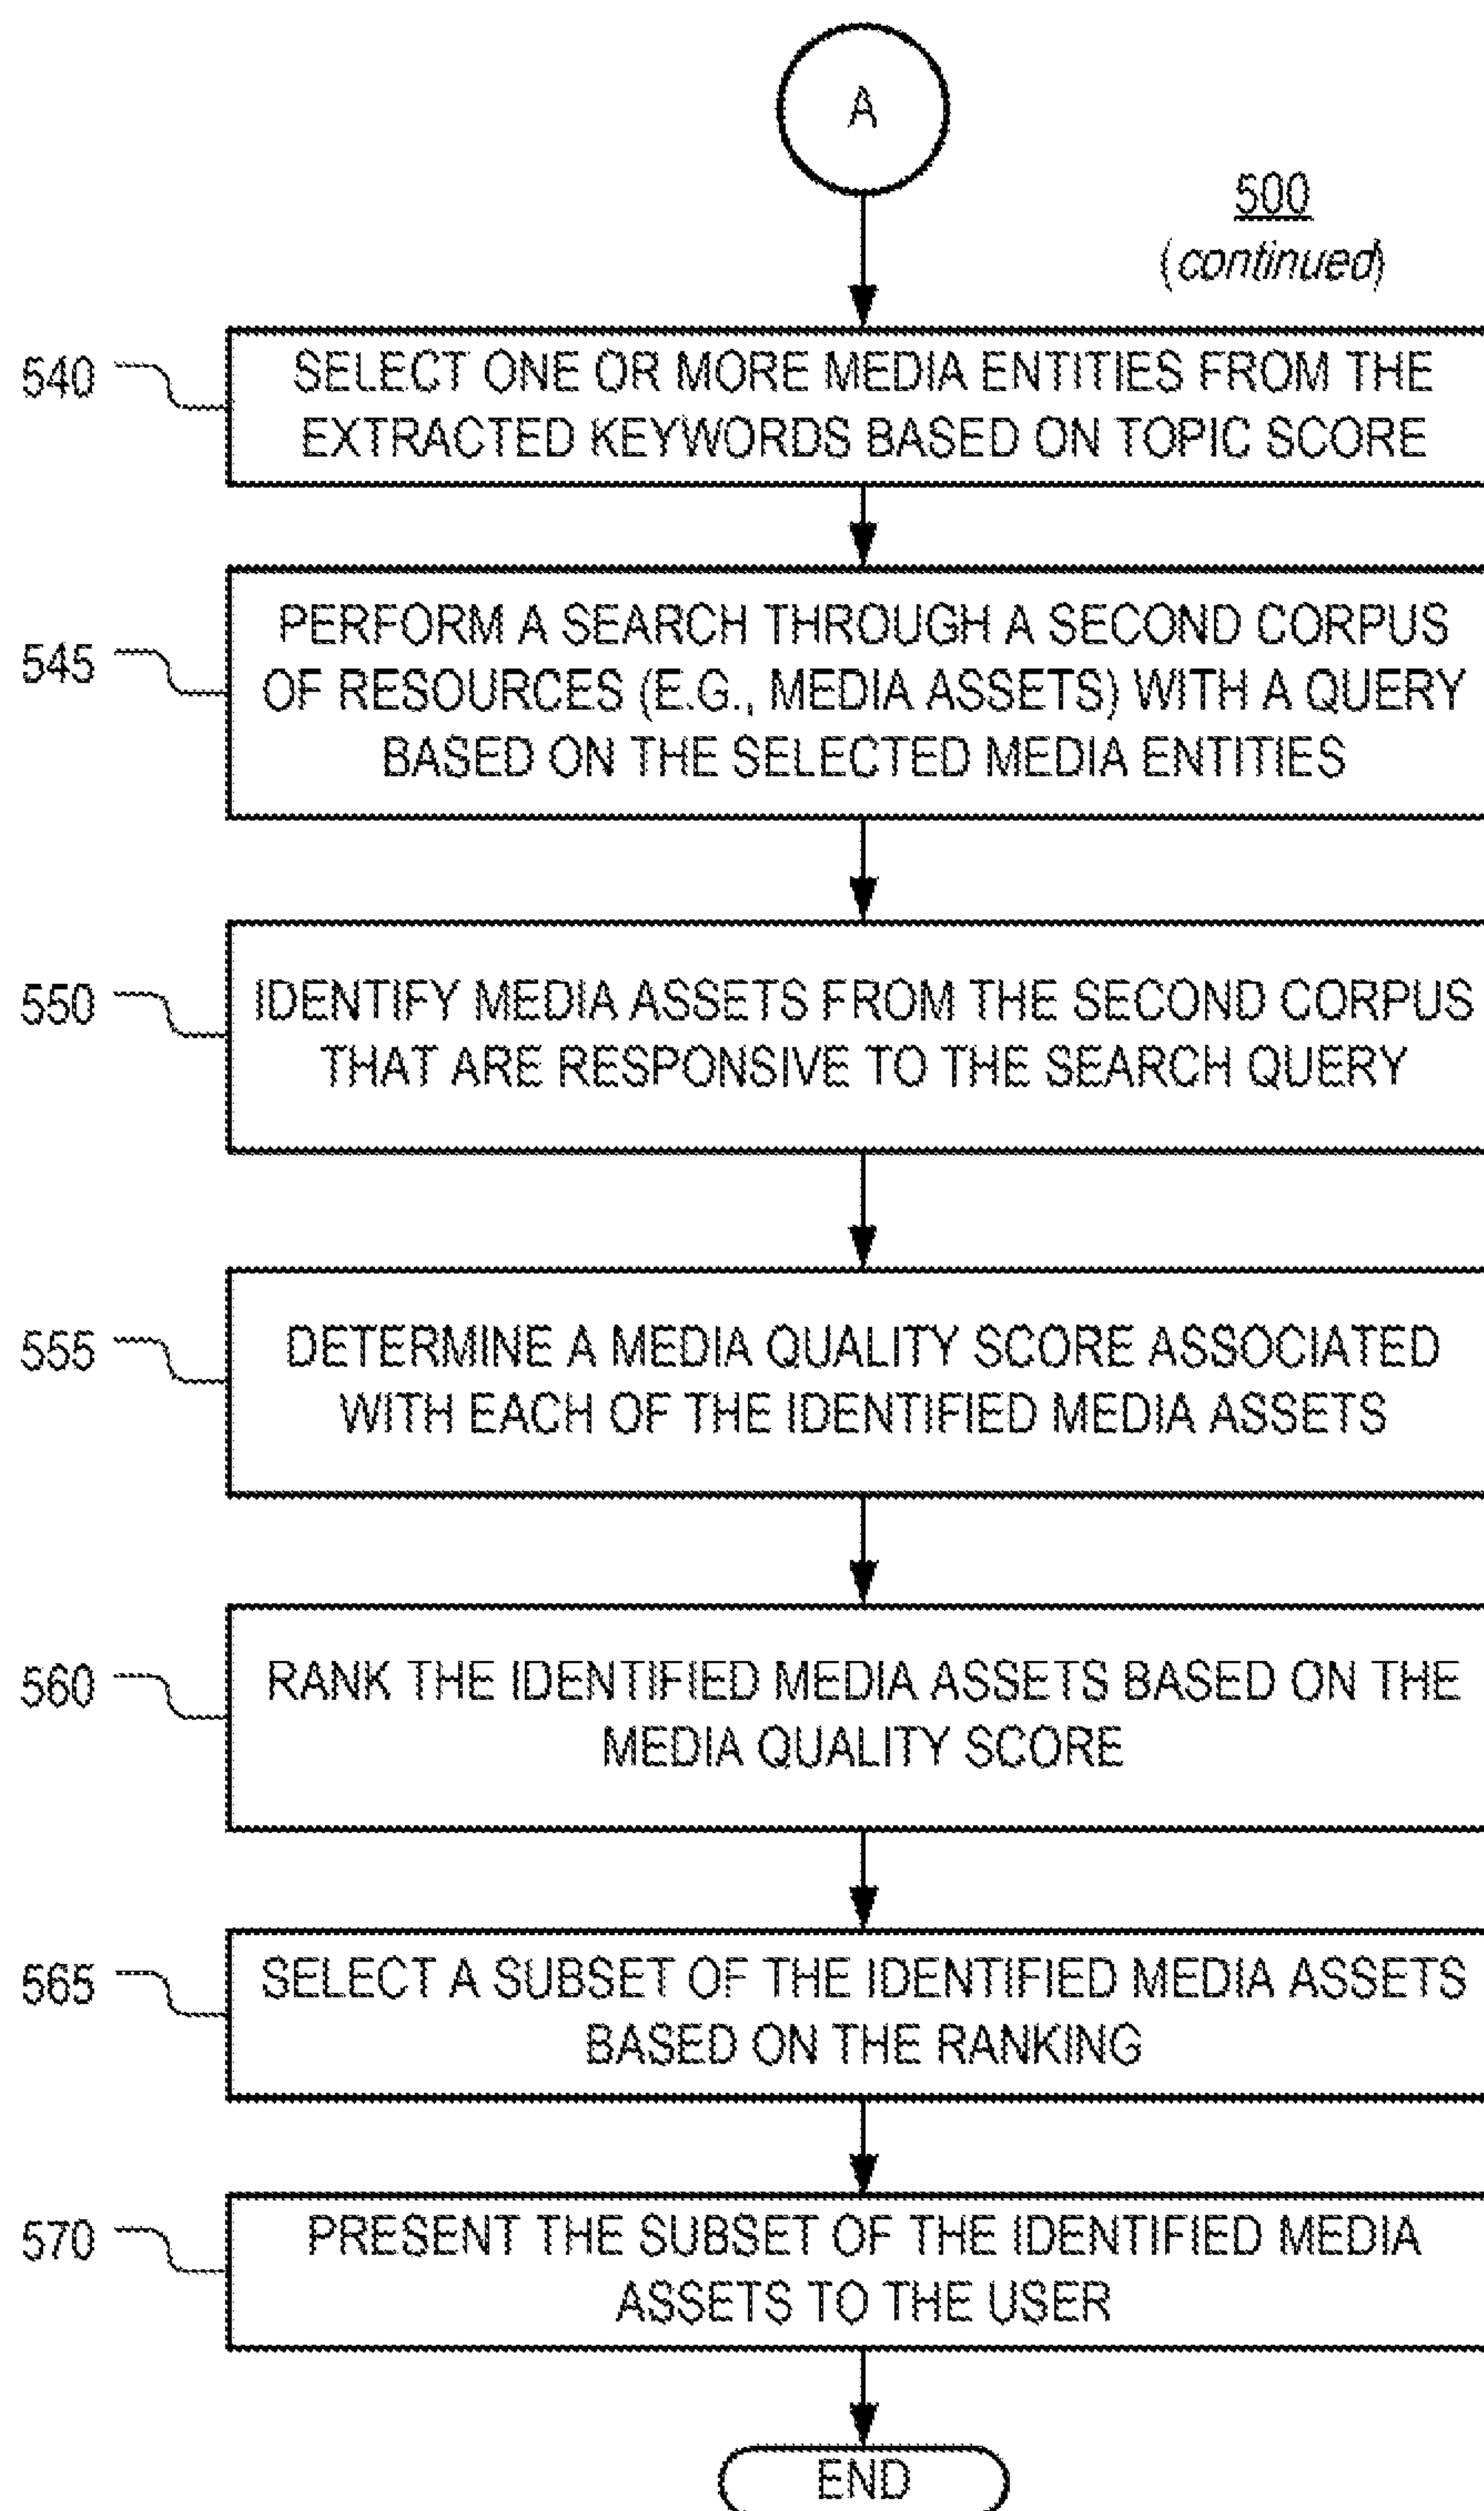 A
500
(continued)
540
SELECT ONE OR MORE MEDIA ENTITIES FROM THE
EXTRACTED KEYWORDS BASED ON TOPIC SCORE
545
PERFORM A SEARCH THROUGH A SECOND CORPUS
OF RESOURCES (E.G., MEDIA ASSETS) WITH A QUERY
BASED ON THE SELECTED MEDIA ENTITIES
550
IDENTIFY MEDIA ASSETS FROM THE SECOND CORPUS
THAT ARE RESPONSIVE TO THE SEARCH QUERY
555
DETERMINE A MEDIA QUALITY SCORE ASSOCIATED
WITH EACH OF THE IDENTIFIED MEDIA ASSETS
560
RANK THE IDENTIFIED MEDIA ASSETS BASED ON THE
MEDIA QUALITY SCORE
565
SELECT A SUBSET OF THE IDENTIFIED MEDIA ASSETS
BASED ON THE RANKING
570
PRESENT THE SUBSET OF THE IDENTIFIED MEDIA
ASSETS TO THE USER
END